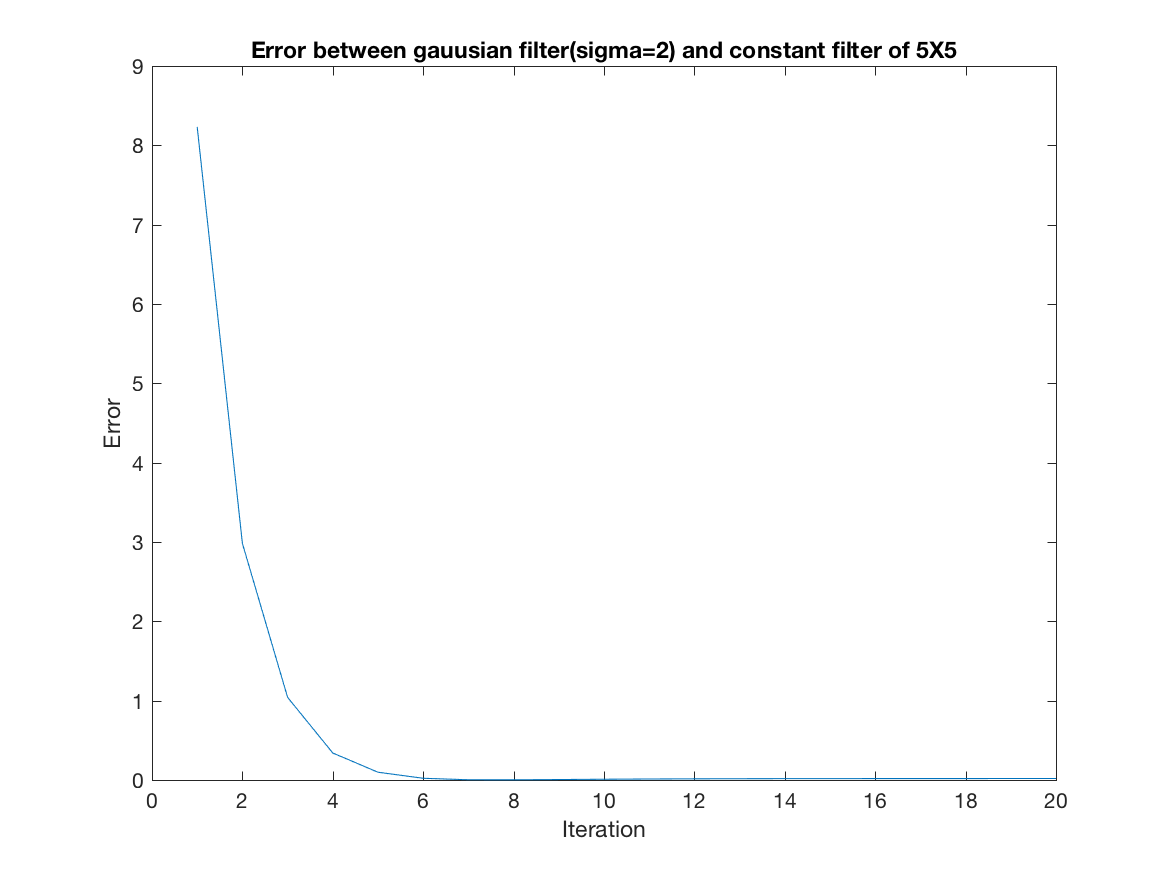 Error between gauusian filter(sigma=2) and constant filter of 5X5
9
8
7
6
5
4
3
2
1
0
Error
0 2 4 6 8 10 12 14 16 18 20
Iteration